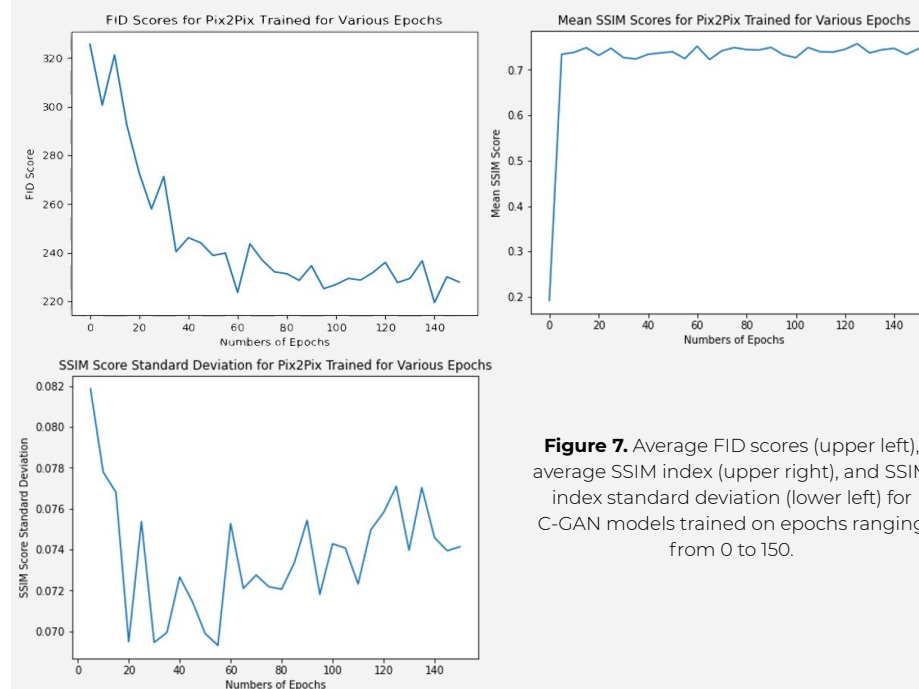 FID Scores for Pix2Pix Trained for Various Epochs
FID Score
320
300
280
260
240
220
0 20 40 60 80 100 120 140
Numbers of Epochs
Mean SSIM Scores for Pix2Pix Trained for Various Epochs
Mean SSIM Score
0.7
0.6
0.5
0.4
0.3
0.2
0 20 40 60 80 100 120 140
Numbers of Epochs
SSIM Score Standard Deviation for Pix2Pix Trained for Various Epochs
SSIM Score Standard Deviation
0.082
0.080
0.078
0.076
0.074
0.072
0.070
0 20 40 60 80 100 120 140
Numbers of Epochs
Figure 7. Average FID scores (upper left),
average SSIM index (upper right), and SSIM
index standard deviation (lower left) for
C-GAN models trained on epochs ranging
from 0 to 150.